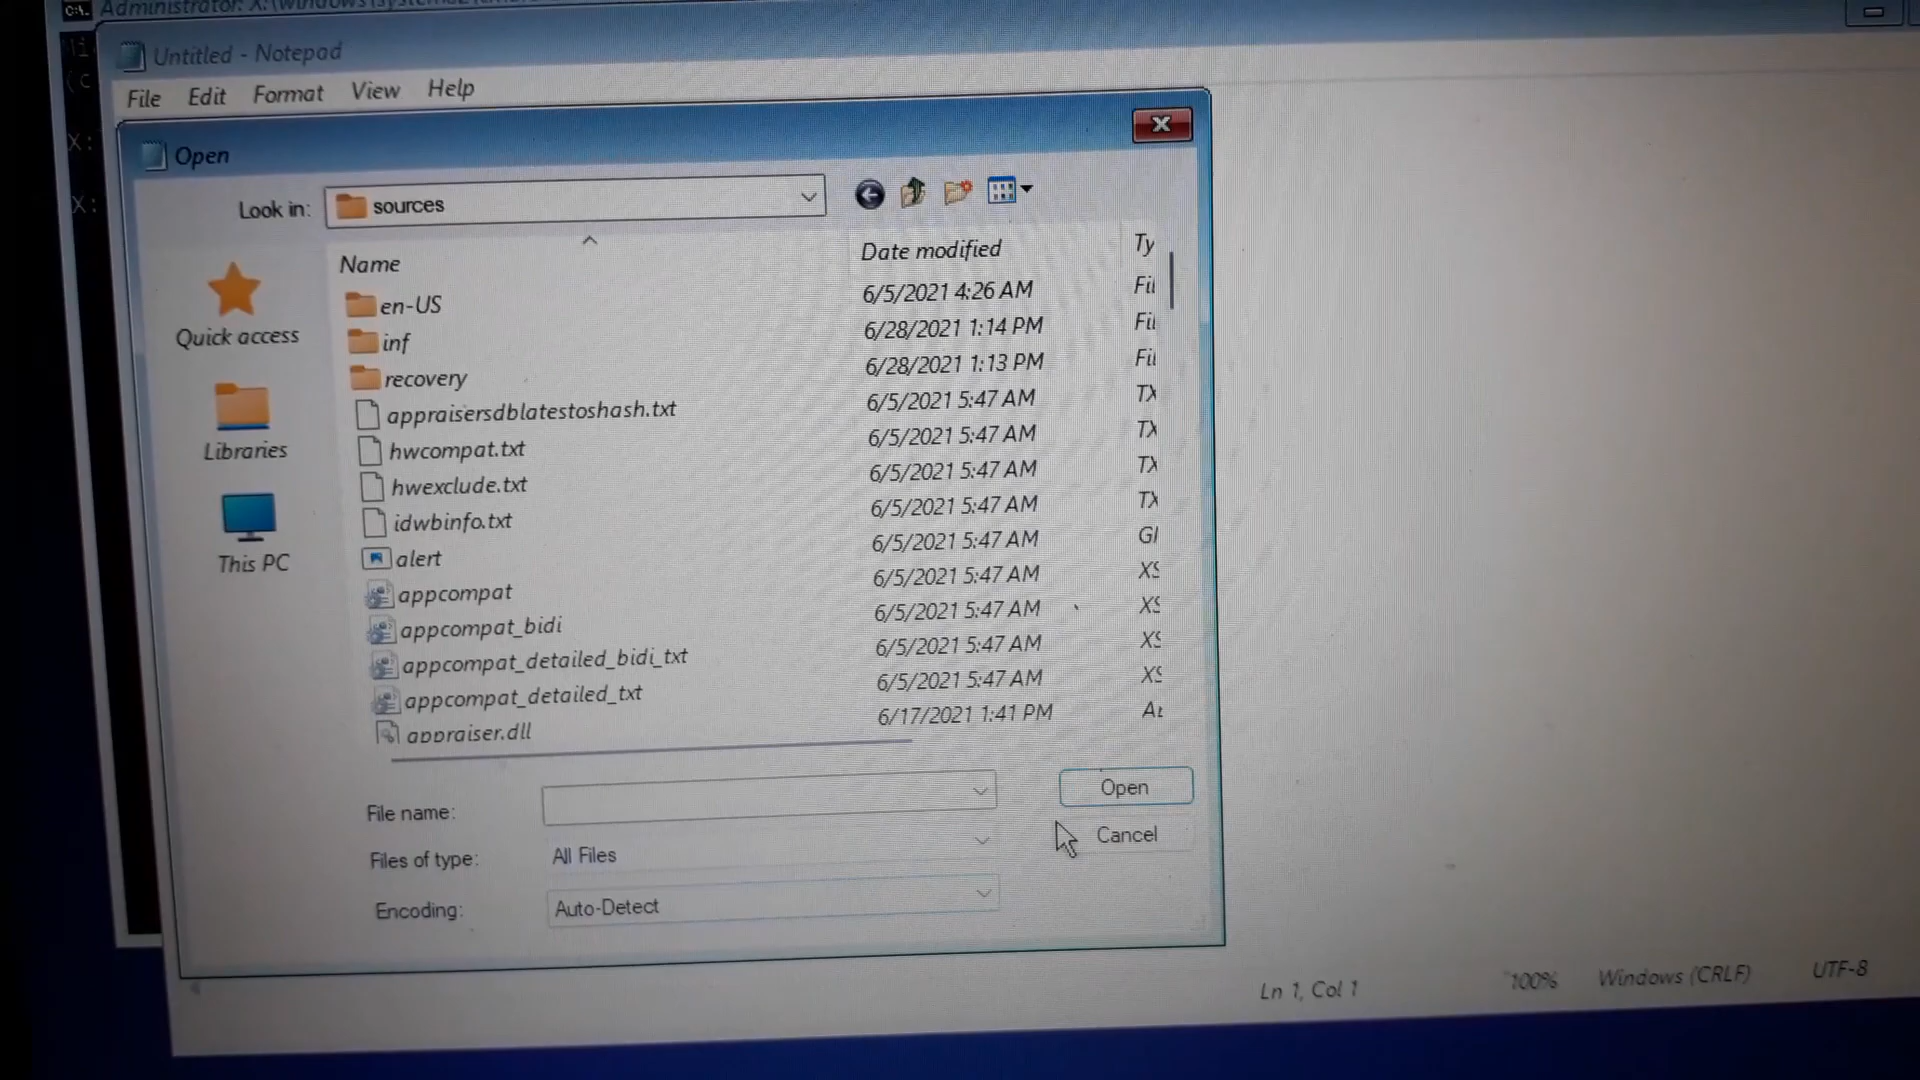 Administrator: X:\windows\system32\
Untitled - Notepad
File Edit Format View Help
Open
Look in: sources
Name Date modified Ty
en-US 6/5/2021 4:26 AM Fil
inf 6/28/2021 1:14 PM Fil
recovery 6/28/2021 1:13 PM Fil
appraisersdblatestoshash.txt 6/5/2021 5:47 AM TX
hwcompat.txt 6/5/2021 5:47 AM TX
hwexclude.txt 6/5/2021 5:47 AM TX
idwbinfo.txt 6/5/2021 5:47 AM TX
alert 6/5/2021 5:47 AM GI
appcompat 6/5/2021 5:47 AM XS
appcompat_bidi 6/5/2021 5:47 AM XS
appcompat_detailed_bidi_txt 6/5/2021 5:47 AM XS
appcompat_detailed_txt 6/5/2021 5:47 AM XS
appraiser.dll 6/17/2021 1:41 PM
Quick access
Libraries
This PC
File name: Open
Files of type: All Files Cancel
Encoding: Auto-Detect
Ln 1, Col 1 100% Windows (CRLF) UTF-8
X:
X: